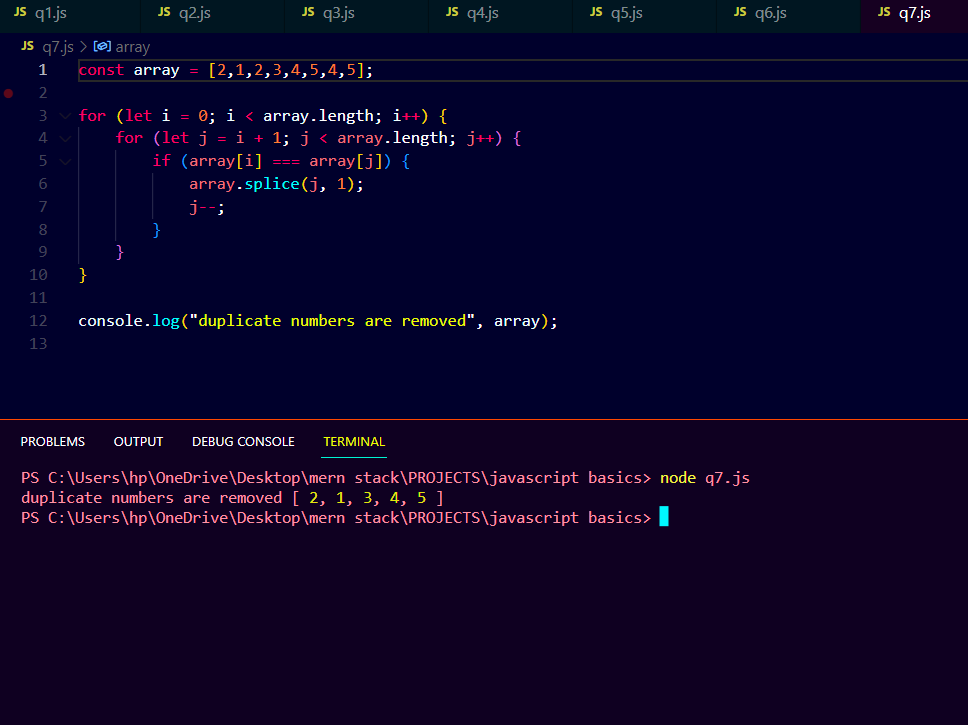 JS q1.js JS q2.js JS q3.js JS q4.js JS q5.js JS q6.js JS q7.js
JS q7.js > array
1 const array = [2,1,2,3,4,5,4,5];
2
3 for (let i = 0; i < array.length; i++) {
4     for (let j = i + 1; j < array.length; j++) {
5         if (array[i] === array[j]) {
6             array.splice(j, 1);
7             j--;
8         }
9     }
10 }
11
12 console.log("duplicate numbers are removed", array);
13
PROBLEMS OUTPUT DEBUG CONSOLE TERMINAL
PS C:\Users\hp\OneDrive\Desktop\mern stack\PROJECTS\javascript basics> node q7.js
duplicate numbers are removed [ 2, 1, 3, 4, 5 ]
PS C:\Users\hp\OneDrive\Desktop\mern stack\PROJECTS\javascript basics>